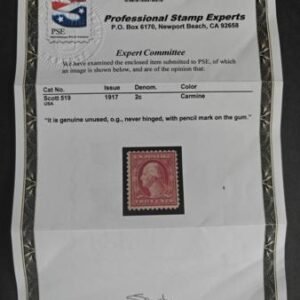 PSE
Professional Stamp Experts
P.O. Box 6170, Newport Beach, CA 92658
Expert Committee
We have examined the enclosed item submitted to PSE, of which
an image is shown below, and are of the opinion that:
Cat No. Issue Denom. Color
Scott 519 1917 2c Carmine
USA
"It is genuine unused, o.g., never hinged, with pencil mark on the gum."